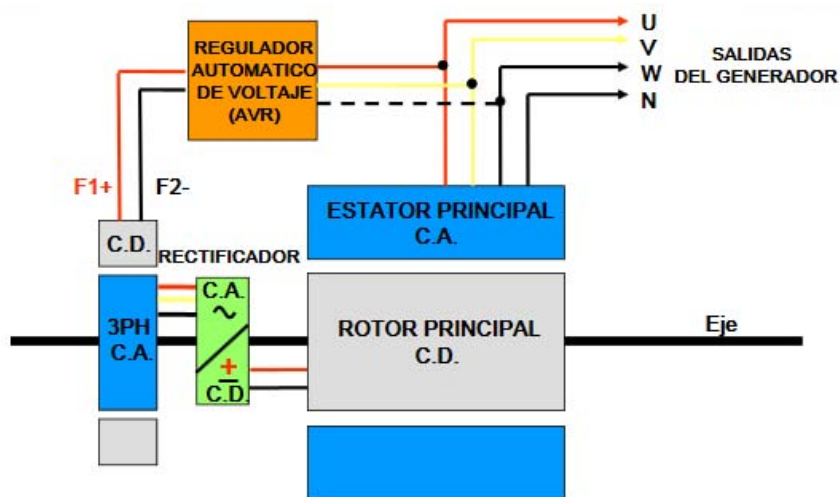 REGULADOR
AUTOMATICO
DE VOLTAJE
(AVR)
U
V
W
N
SALIDAS
DEL GENERADOR
F1+
F2-
C.D.
RECTIFICADOR
ESTATOR PRINCIPAL
C.A.
3PH
C.A.
C.A.
~
+
−
C.D.
ROTOR PRINCIPAL
C.D.
Eje